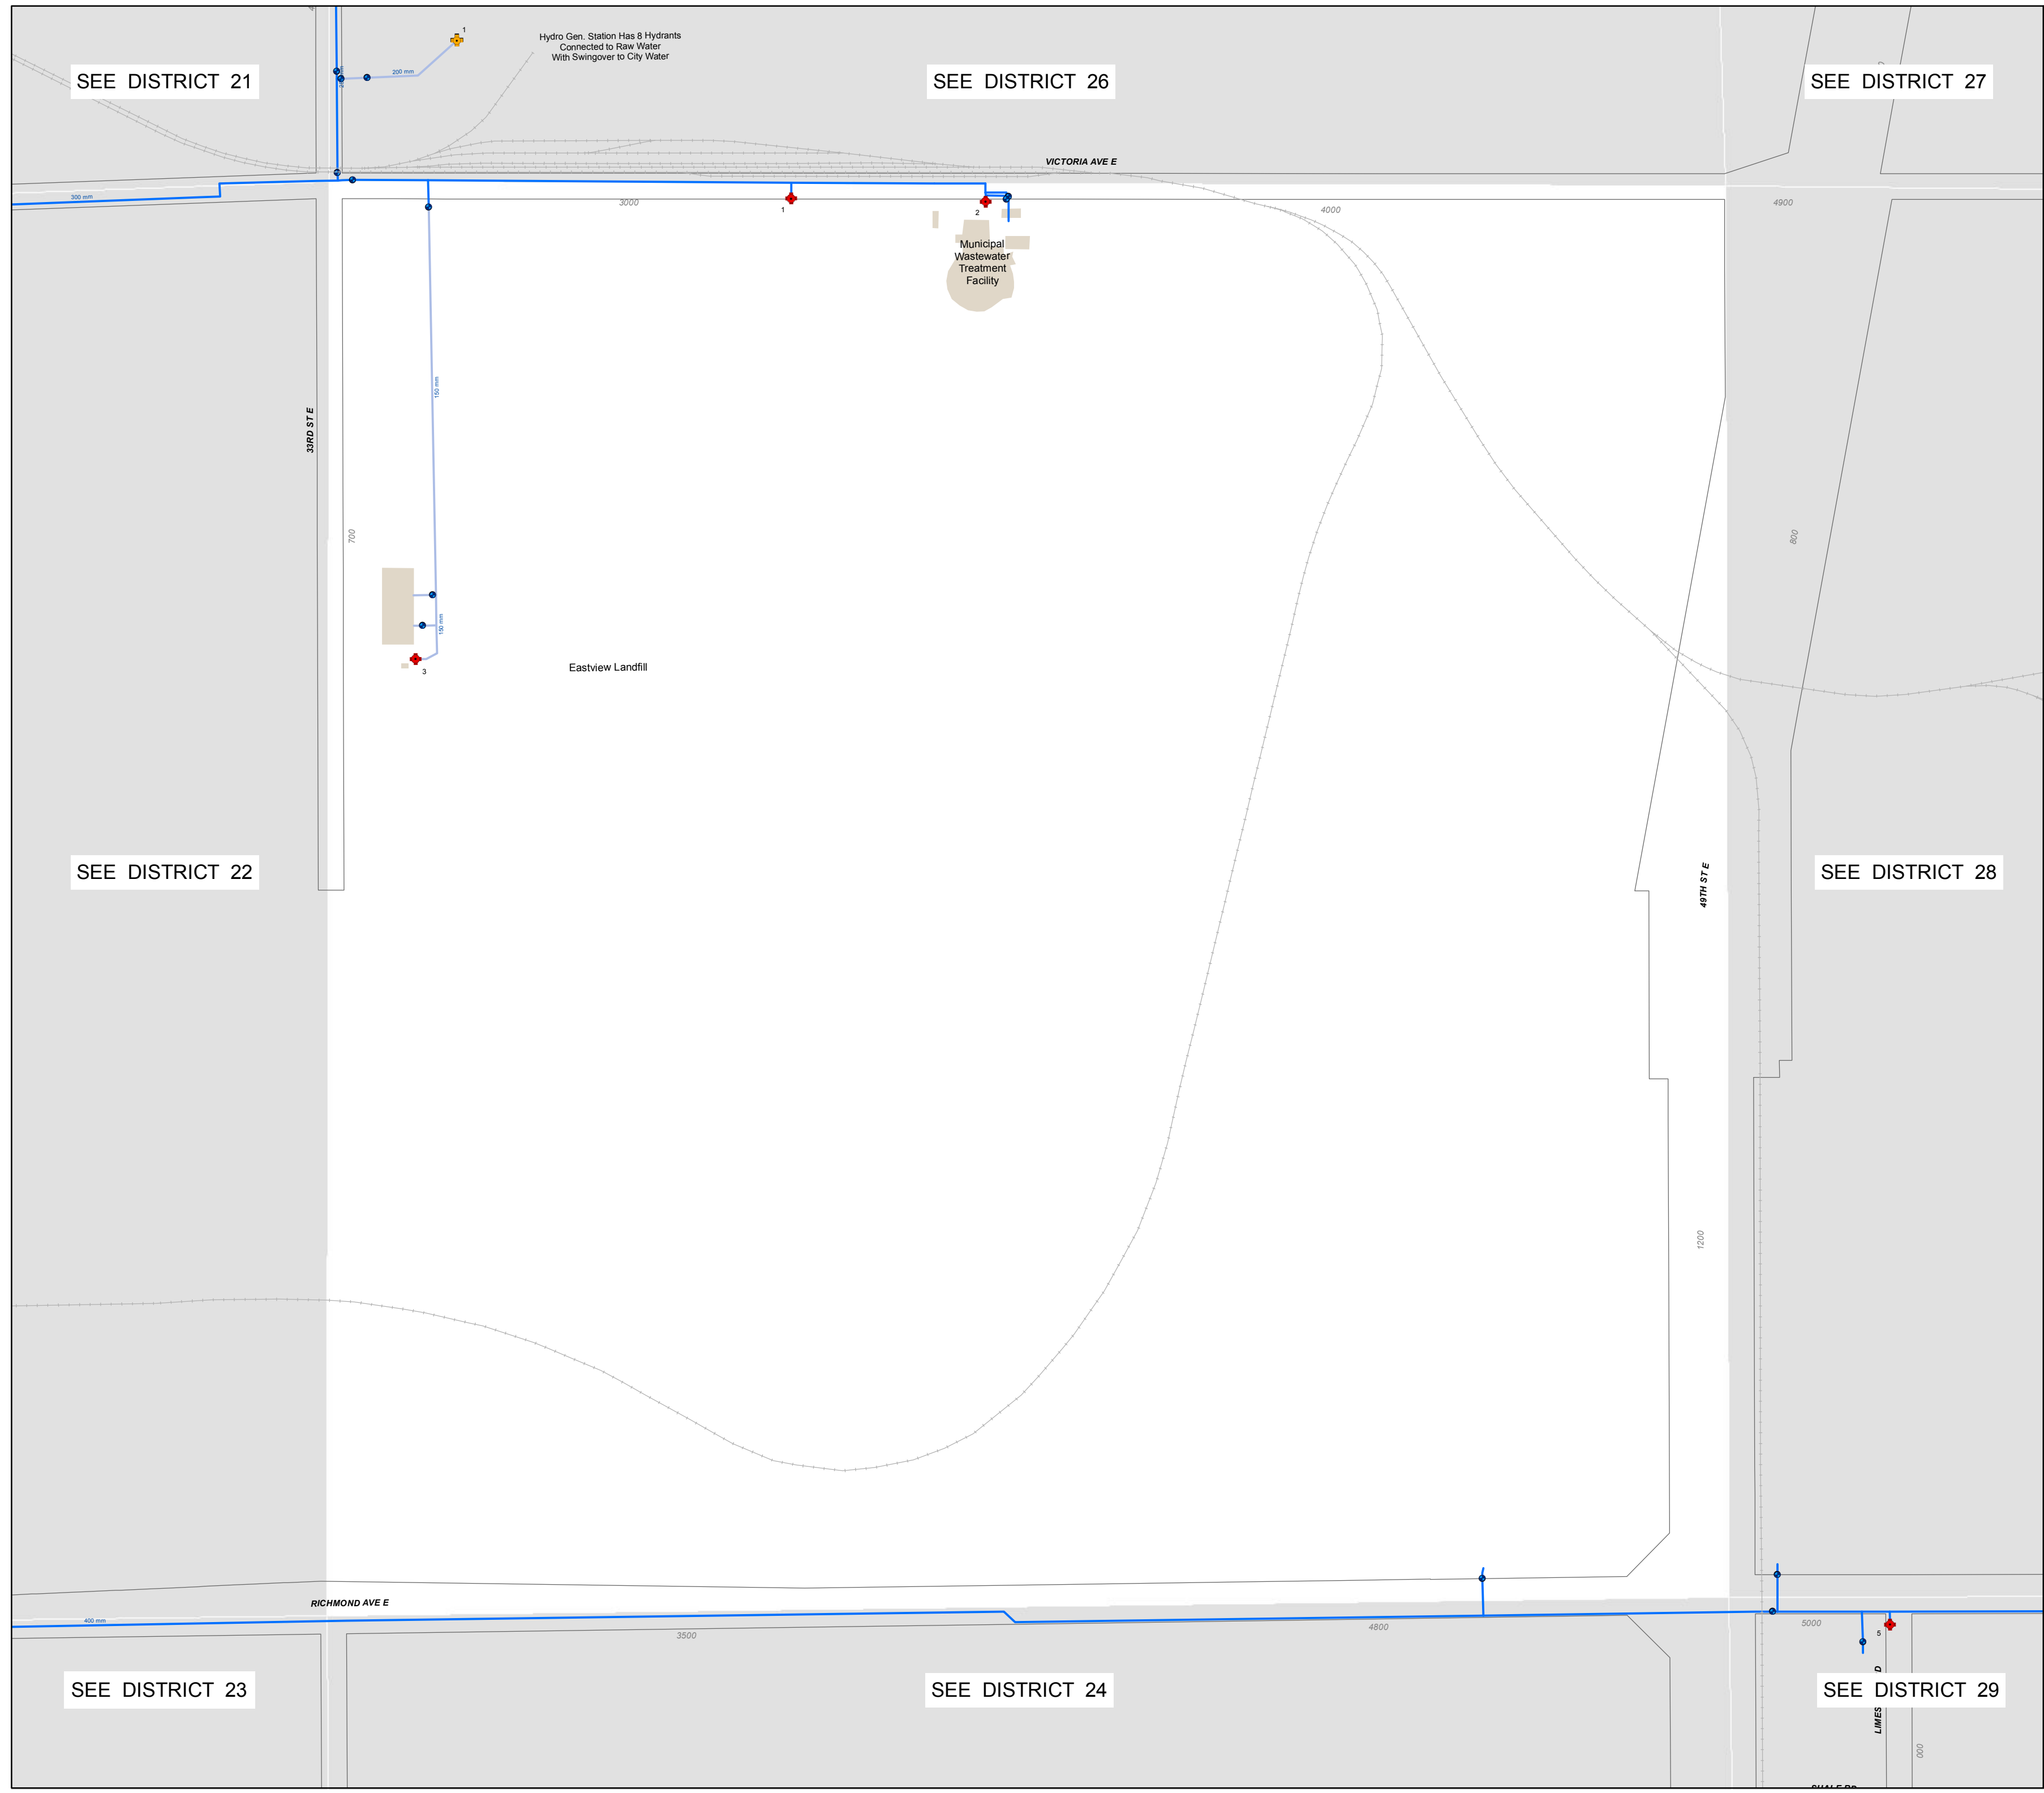 1
Hydro Gen. Station Has 8 Hydrants
Connected to Raw Water
With Swingover to City Water
SEE DISTRICT 21
200 mm
SEE DISTRICT 26
SEE DISTRICT 27
VICTORIA AVE E
300 mm
3000
1
2
4000
4900
Municipal
Wastewater
Treatment
Facility
150 mm
33RD ST E
700
800
150 mm
3
Eastview Landfill
SEE DISTRICT 22
49TH ST E
SEE DISTRICT 28
1200
RICHMOND AVE E
400 mm
3500
4800
5000
5
SEE DISTRICT 23
SEE DISTRICT 24
SEE DISTRICT 29